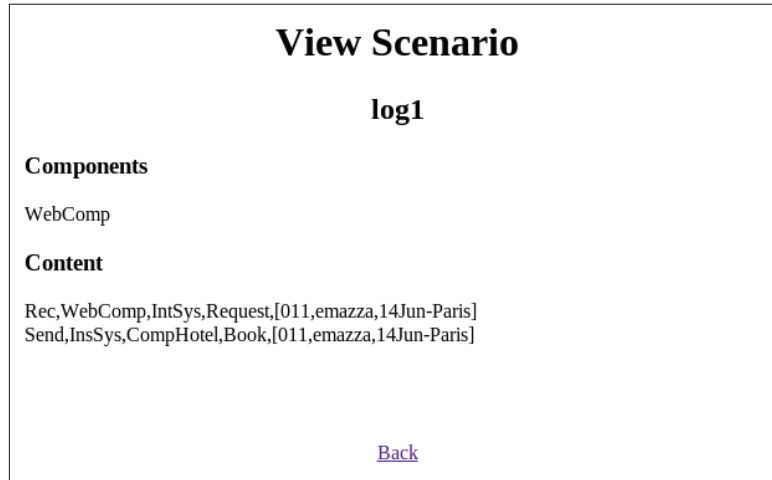 View Scenario
log1
Components
WebComp
Content
Rec,WebComp,IntSys,Request,[011,emazza,14Jun-Paris]
Send,InsSys,CompHotel,Book,[011,emazza,14Jun-Paris]
Back